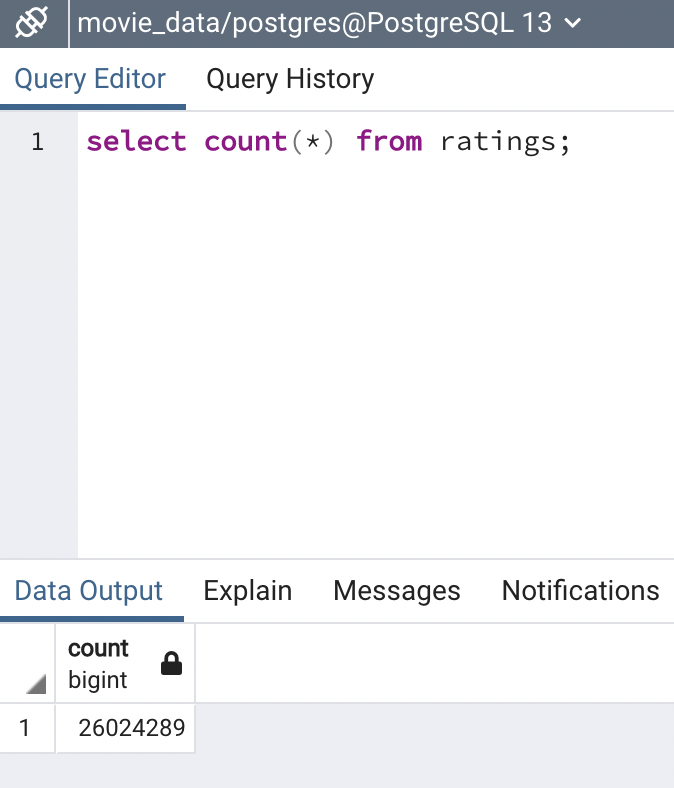 movie_data/postgres@PostgreSQL 13
Query Editor Query History
1 select count(*) from ratings;
Data Output Explain Messages Notifications
count
bigint
1 26024289